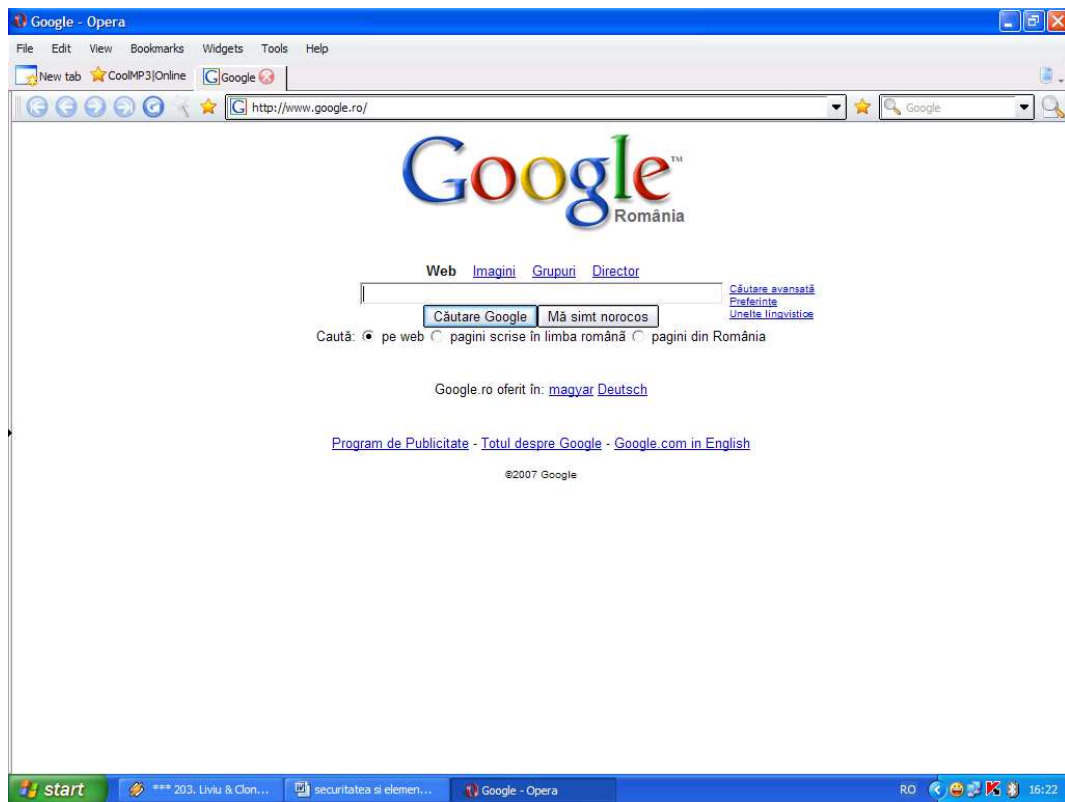 Google - Opera
File Edit View Bookmarks Widgets Tools Help
New tab CoolMP3|Online Google
http://www.google.ro/ Google
Google™
România
Web Imagini Grupuri Director
Căutare avansată
Preferinţe
Unelte lingvistice
Căutare Google Mă simt norocos
Caută: pe web pagini scrise în limba română pagini din România
Google.ro oferit în: magyar Deutsch
Program de Publicitate - Totul despre Google - Google.com in English
©2007 Google
start *** 203. Liviu & Clon... securitatea si elemen... Google - Opera RO 16:22